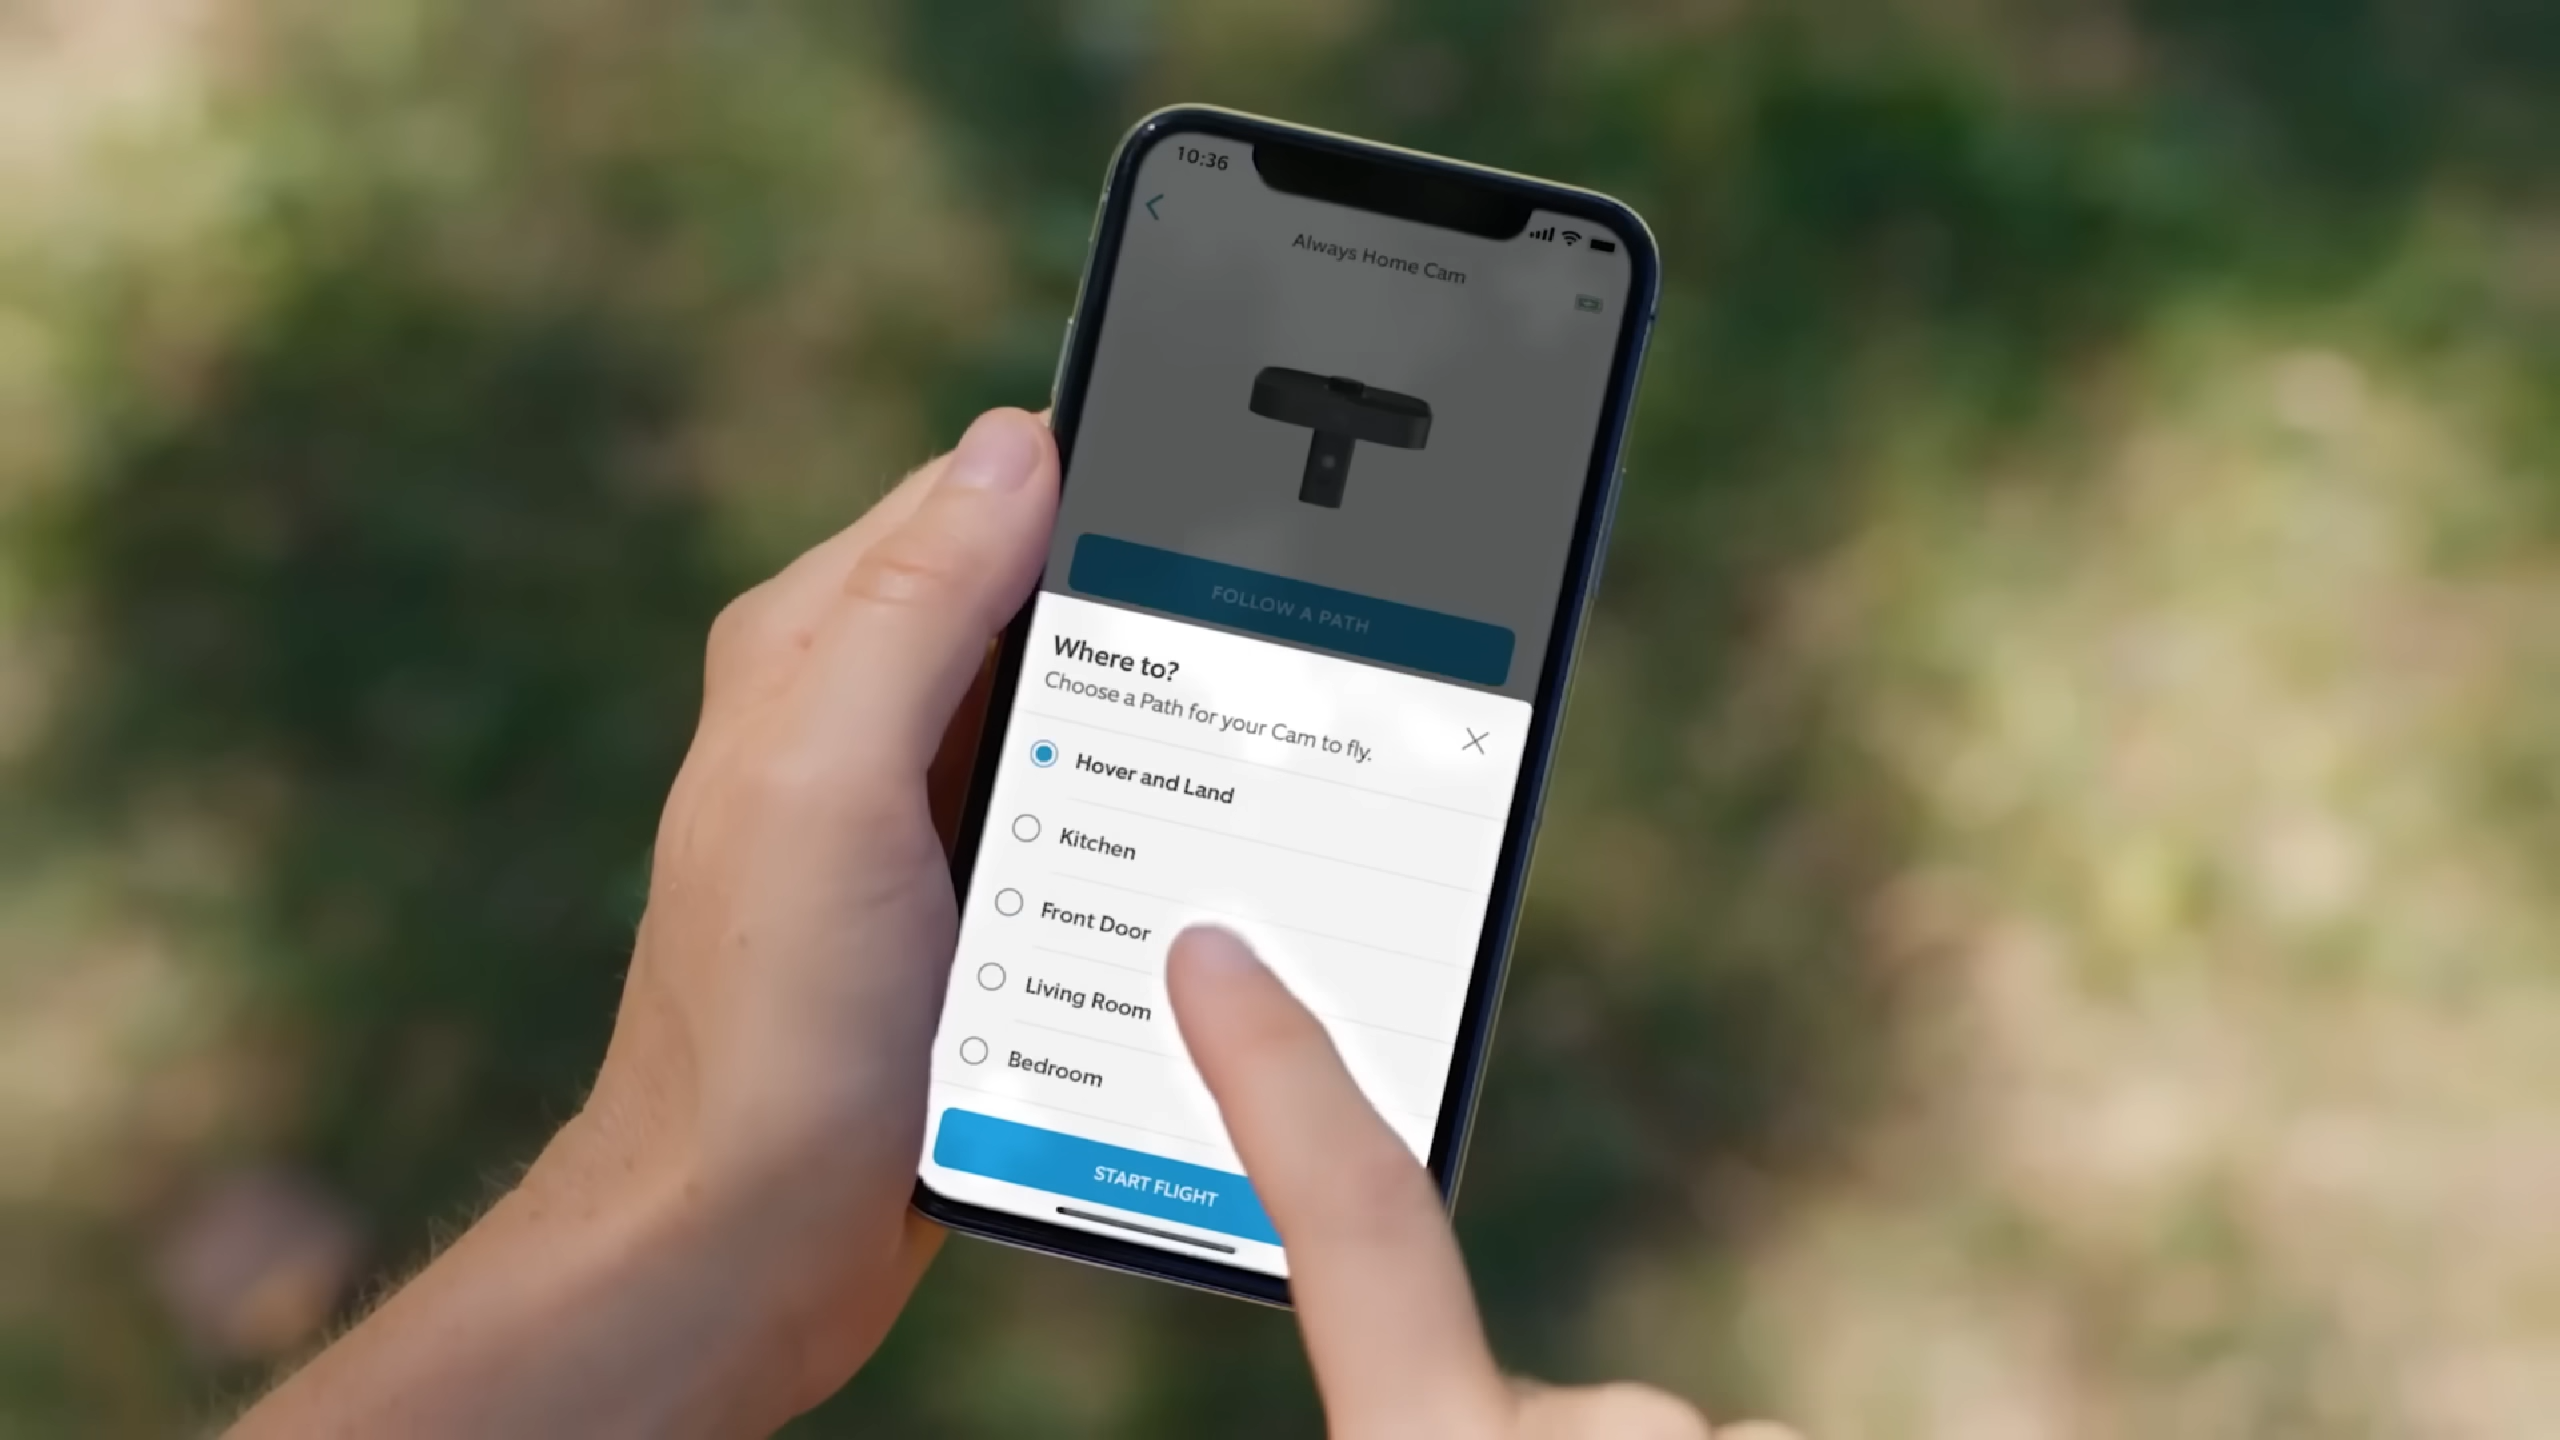 10:36
Always Home Cam
FOLLOW A PATH
Where to?
Choose a Path for your Cam to fly.
Hover and Land
Kitchen
Front Door
Living Room
Bedroom
START FLIGHT